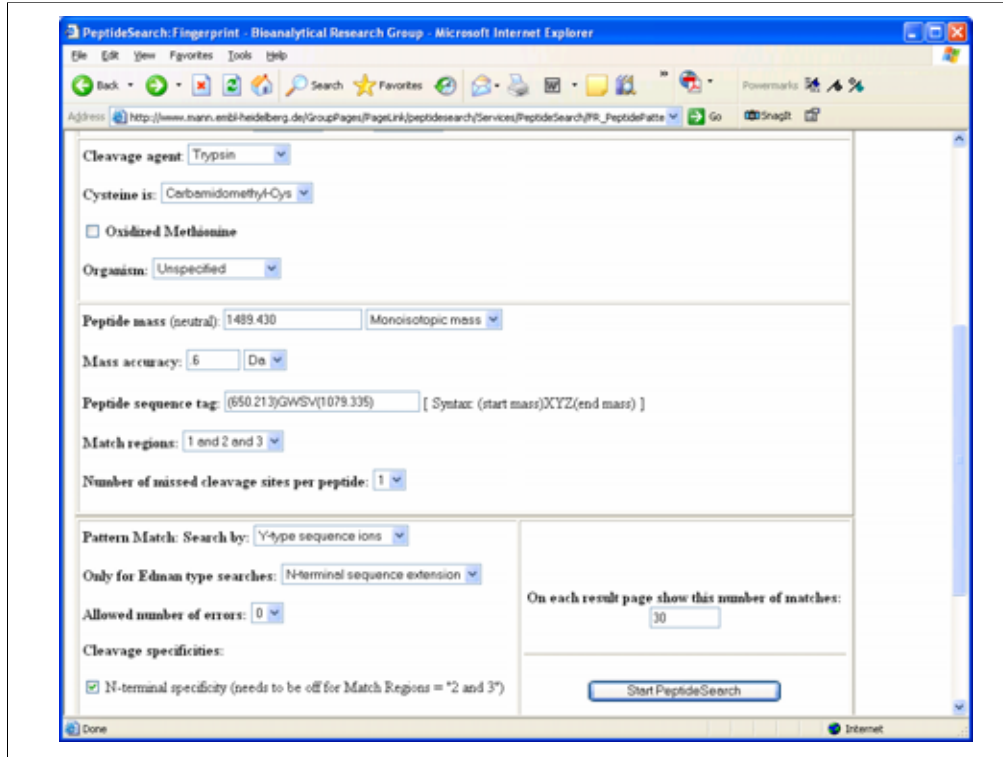 PeptideSearch: Fingerprint - Bioanalytical Research Group - Microsoft Internet Explorer
File Edit View Favorites Tools Help
Back Search Favorites Powermarks
Address http://www.mann.embl-heidelberg.de/GroupPages/PageLink/peptidesearch/Services/PeptideSearch/FR_PeptidePatte Go SnagIt
Cleavage agent: Trypsin
Cysteine is: Carbamidomethyl-Cys
Oxidized Methionine
Organism: Unspecified
Peptide mass (neutral): 1489.430 Monoisotopic mass
Mass accuracy: .6 Da
Peptide sequence tag: (650.213)GWSV(1079.335) [ Syntax: (start mass)XYZ(end mass) ]
Match regions: 1 and 2 and 3
Number of missed cleavage sites per peptide: 1
Pattern Match: Search by: Y-type sequence ions
Only for Edman type searches: N-terminal sequence extension
Allowed number of errors: 0
Cleavage specificities:
N-terminal specificity (needs to be off for Match Regions = "2 and 3")
On each result page show this number of matches:
30
Start PeptideSearch
Done Internet